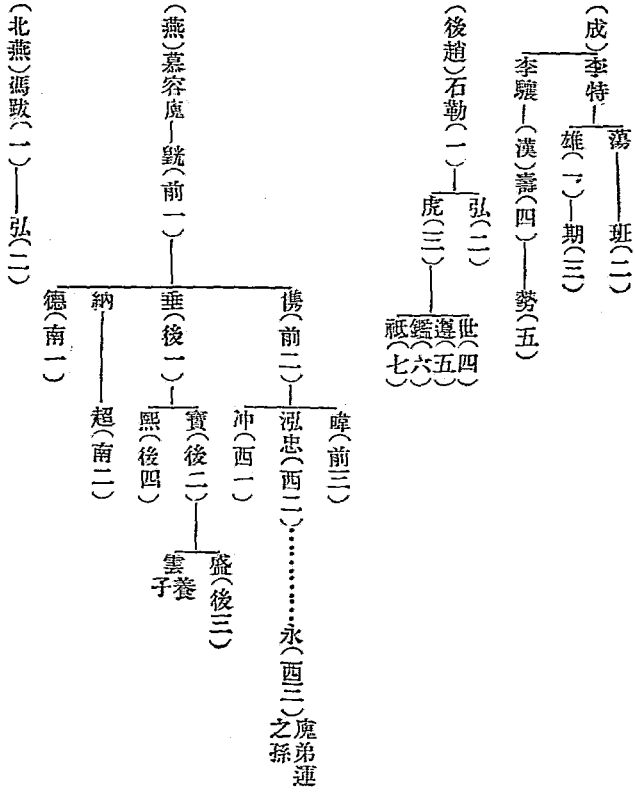 （成）李特
蕩
班（二）
雄（一）
期（三）
李驤
（漢）壽（四）
勢（五）
（後趙）石勒（一）
弘（二）
虎（三）
世（四）
遵（五）
鑑（六）
祗（七）
（燕）慕容廆
皝（前一）
儁（前二）
暐（前三）
泓忠（西二）
永（西三）
廆弟運之孫
冲（西一）
垂（後一）
寶（後二）
盛（後三）
雲養子
熙（後四）
納
超（南二）
德（南一）
（北燕）馮跋（一）
弘（二）